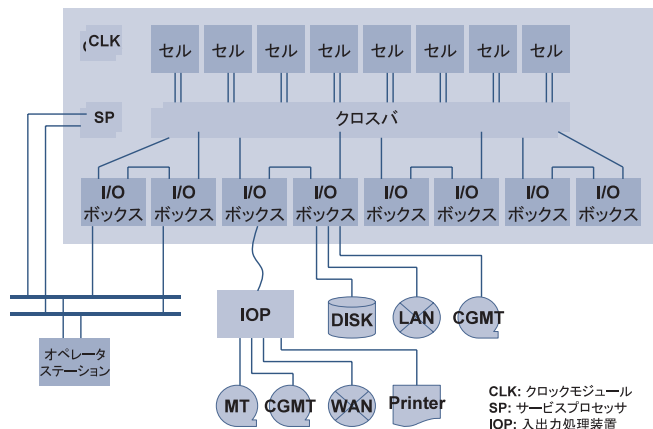 CLK
セル
セル
セル
セル
セル
セル
セル
セル
SP
クロスバ
I/O
ボックス
I/O
ボックス
I/O
ボックス
I/O
ボックス
I/O
ボックス
I/O
ボックス
I/O
ボックス
I/O
ボックス
IOP
DISK
LAN
CGMT
オペレータ
ステーション
MT
CGMT
WAN
Printer
CLK: クロックモジュール
SP: サービスプロセッサ
IOP: 入出力処理装置